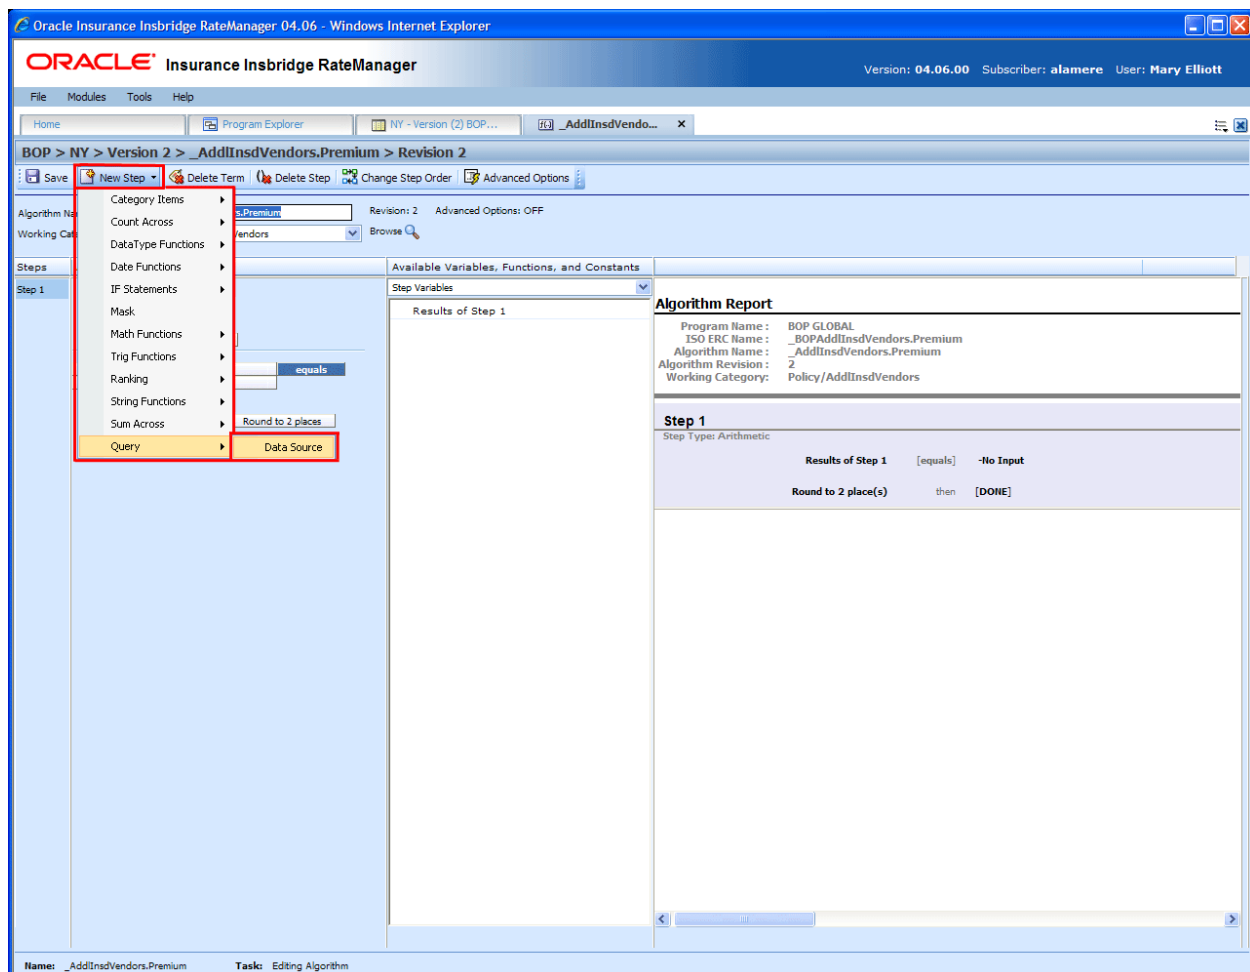 Oracle Insurance Insbridge RateManager 04.06 - Windows Internet Explorer
ORACLE Insurance Insbridge RateManager
Version: 04.06.00 Subscriber: alamere User: Mary Elliott
File Modules Tools Help
Home Program Explorer NY - Version (2) BOP... f(x) _AddlInsdVendo... x
BOP > NY > Version 2 > _AddlInsdVendors.Premium > Revision 2
Save New Step Delete Term Delete Step Change Step Order Advanced Options
Algorithm Na s.Premium Revision: 2 Advanced Options: OFF
Working Cat Vendors Browse
Category Items
Count Across
DataType Functions
Date Functions
IF Statements
Mask
Math Functions
Trig Functions
Ranking
String Functions
Sum Across
Query
Data Source
Steps
Step 1
equals
Round to 2 places
Available Variables, Functions, and Constants
Step Variables
Results of Step 1
Algorithm Report
Program Name : BOP GLOBAL
ISO ERC Name : _BOPAddlInsdVendors.Premium
Algorithm Name : _AddlInsdVendors.Premium
Algorithm Revision : 2
Working Category: Policy/AddlInsdVendors
Step 1
Step Type: Arithmetic
Results of Step 1 [equals] -No Input
Round to 2 place(s) then [DONE]
Name: _AddlInsdVendors.Premium Task: Editing Algorithm